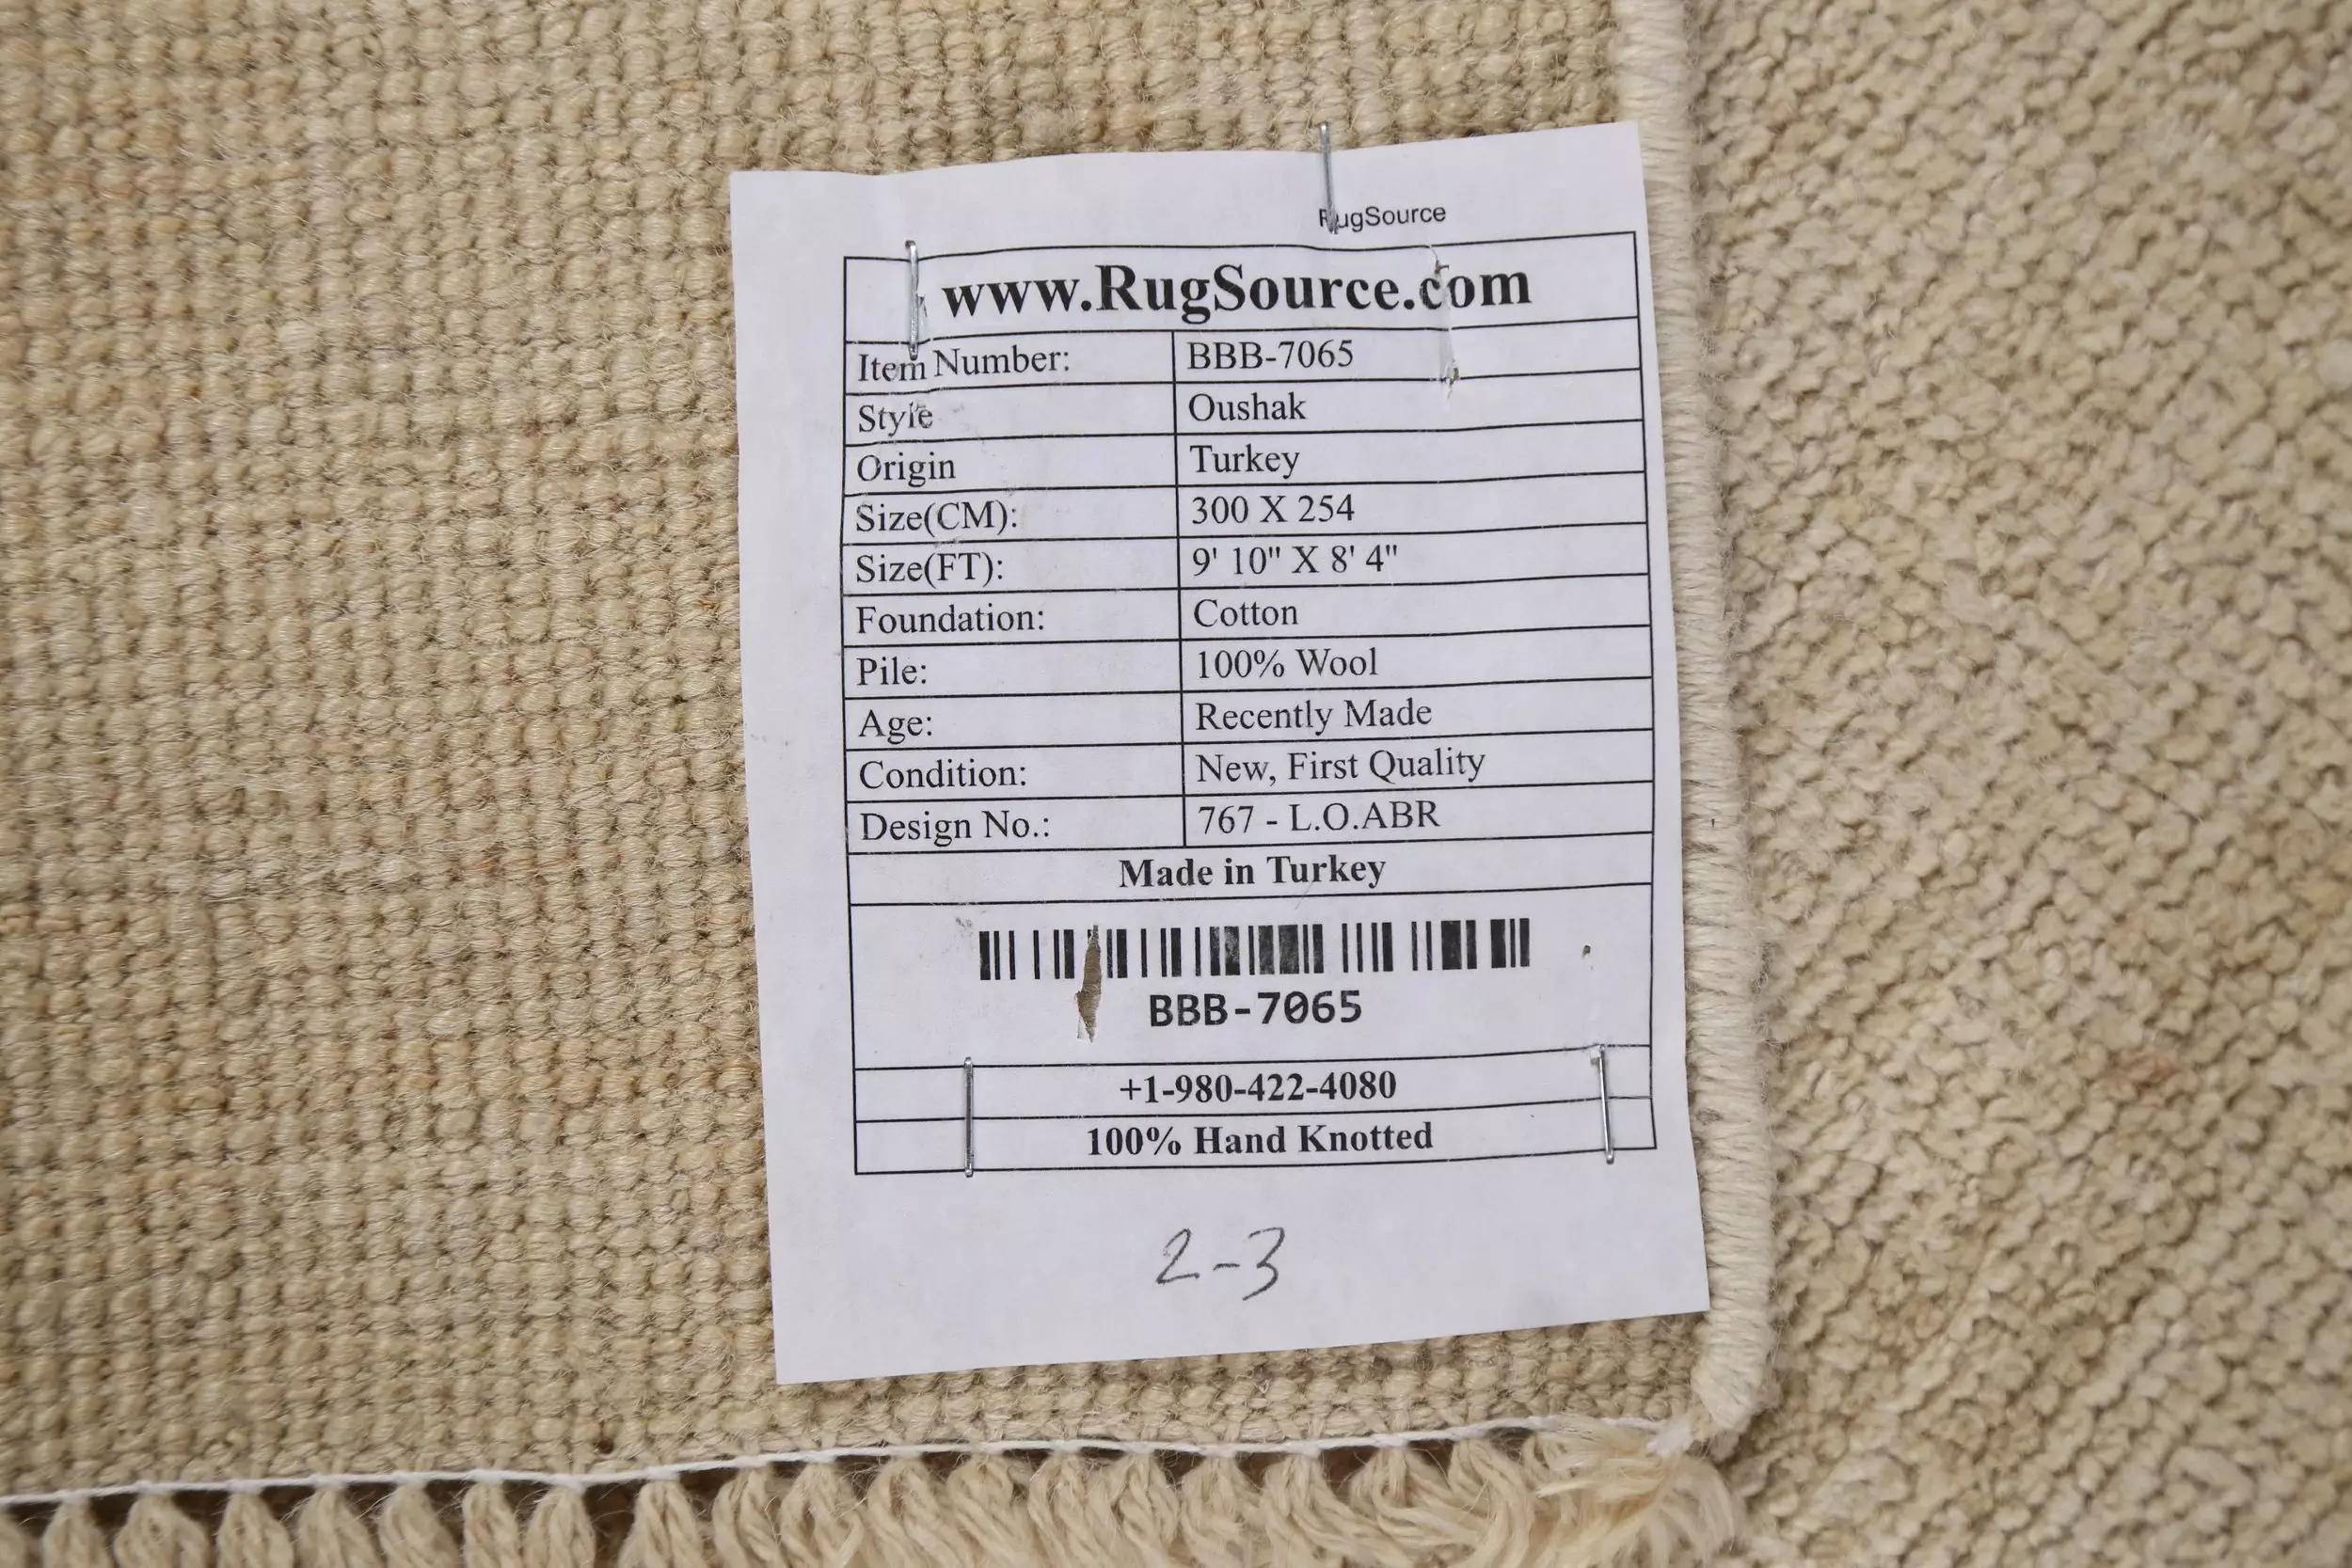 RugSource
www.RugSource.com
Item Number: BBB-7065
Style Oushak
Origin Turkey
Size(CM): 300 X 254
Size(FT): 9' 10" X 8' 4"
Foundation: Cotton
Pile: 100% Wool
Age: Recently Made
Condition: New, First Quality
Design No.: 767 - L.O.ABR
Made in Turkey
BBB-7065
+1-980-422-4080
100% Hand Knotted
2-3